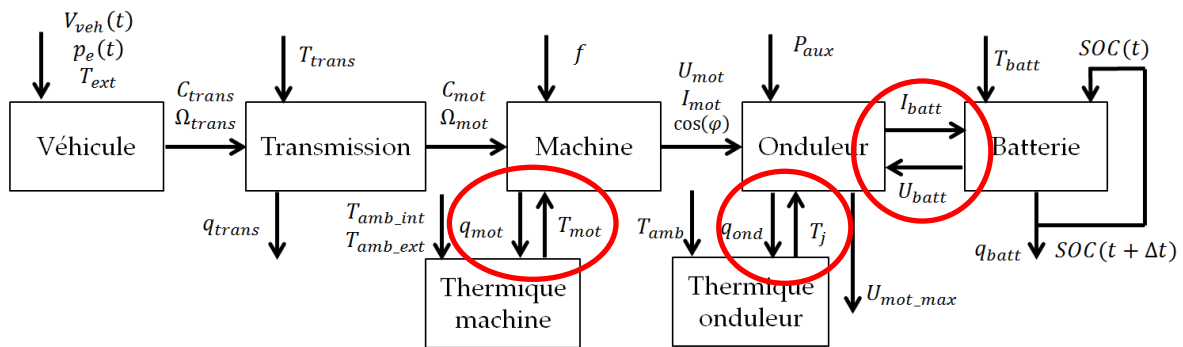 V_veh(t)
p_e(t)
T_ext
Véhicule
C_trans
Ω_trans
T_trans
Transmission
q_trans
C_mot
Ω_mot
f
Machine
T_amb_int
T_amb_ext
q_mot
T_mot
Thermique
machine
U_mot
I_mot
cos(φ)
P_aux
Onduleur
T_amb
q_ond
T_j
Thermique
onduleur
U_mot_max
I_batt
U_batt
T_batt
SOC(t)
Batterie
q_batt
SOC(t + Δt)